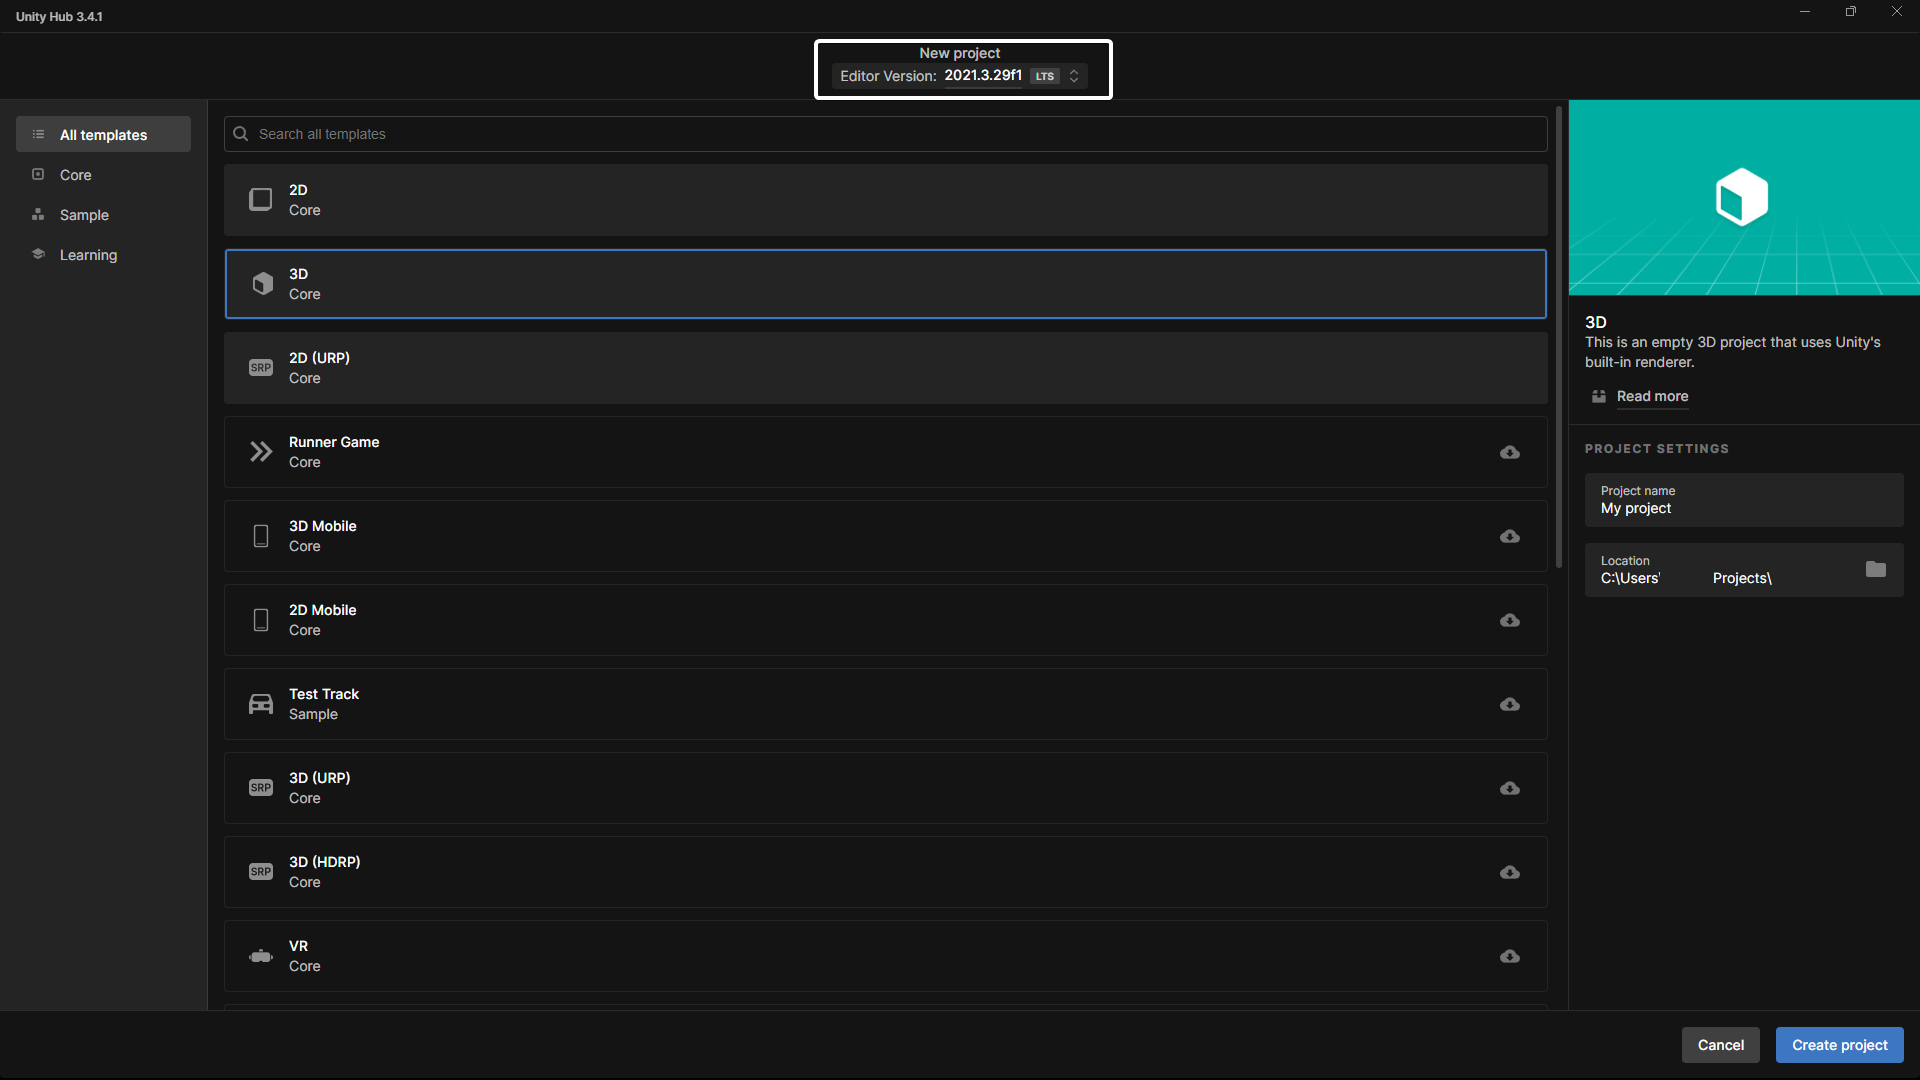 Unity Hub 3.4.1
New project
Editor Version: 2021.3.29f1 LTS
All templates
Core
Sample
Learning
Search all templates
2D
Core
3D
Core
SRP
2D (URP)
Core
Runner Game
Core
3D Mobile
Core
2D Mobile
Core
Test Track
Sample
SRP
3D (URP)
Core
SRP
3D (HDRP)
Core
VR
Core
3D
This is an empty 3D project that uses Unity's
built-in renderer.
Read more
PROJECT SETTINGS
Project name
My project
Location
C:\Users' Projects\
Cancel
Create project